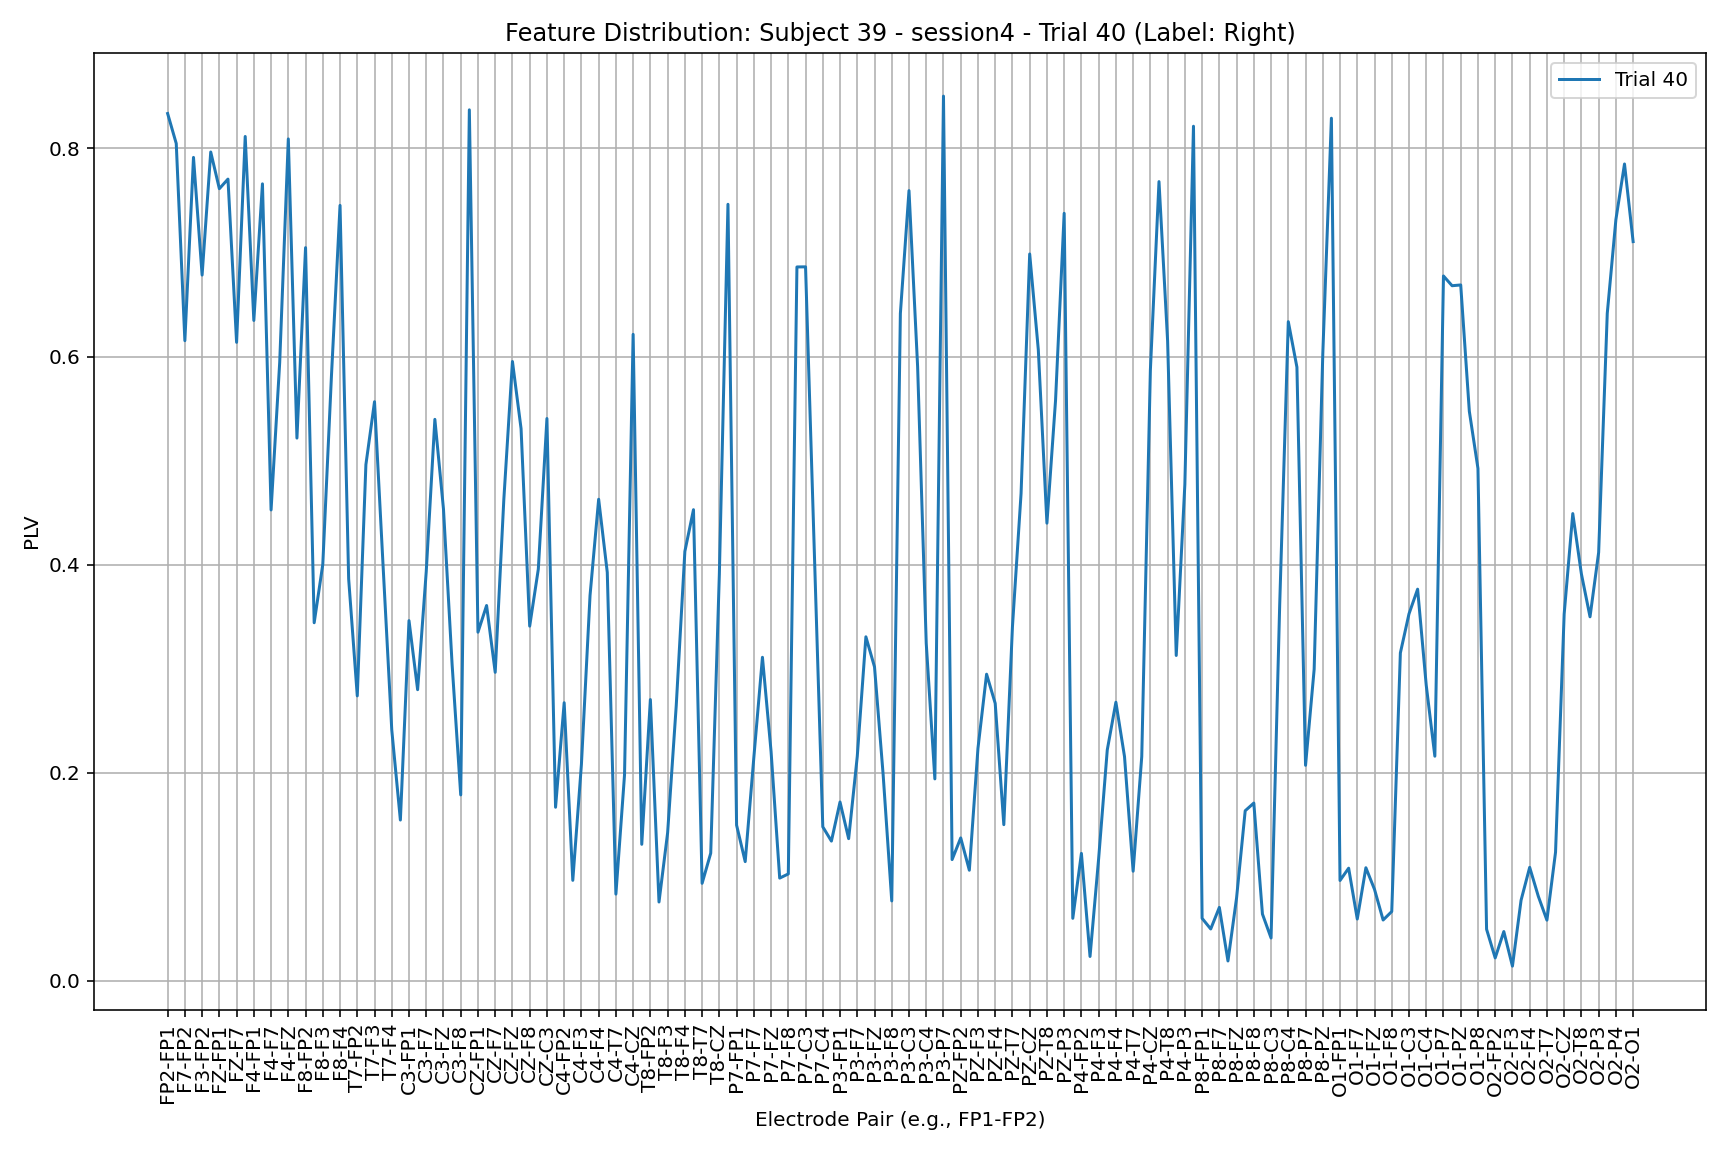 Feature Distribution: Subject 39 - session4 - Trial 40 (Label: Right)
Trial 40
PLV
0.8
0.6
0.4
0.2
0.0
FP2-FP1
F7-FP2
F3-FP2
FZ-FP1
FZ-F7
F4-FP1
F4-F7
F4-FZ
F8-FP2
F8-F3
F8-F4
T7-FP2
T7-F3
T7-F4
C3-FP1
C3-F7
C3-FZ
C3-F8
CZ-FP1
CZ-F7
CZ-FZ
CZ-F8
CZ-C3
C4-FP2
C4-F3
C4-F4
C4-T7
C4-CZ
T8-FP2
T8-F3
T8-F4
T8-T7
T8-CZ
P7-FP1
P7-F7
P7-FZ
P7-F8
P7-C3
P7-C4
P3-FP1
P3-F7
P3-FZ
P3-F8
P3-C3
P3-C4
P3-P7
PZ-FP2
PZ-F3
PZ-F4
PZ-T7
PZ-CZ
PZ-T8
PZ-P3
P4-FP2
P4-F3
P4-F4
P4-T7
P4-CZ
P4-T8
P4-P3
P8-FP1
P8-F7
P8-FZ
P8-F8
P8-C3
P8-C4
P8-P7
P8-PZ
O1-FP1
O1-F7
O1-FZ
O1-F8
O1-C3
O1-C4
O1-P7
O1-PZ
O1-P8
O2-FP2
O2-F3
O2-F4
O2-T7
O2-CZ
O2-T8
O2-P3
O2-P4
O2-O1
Electrode Pair (e.g., FP1-FP2)